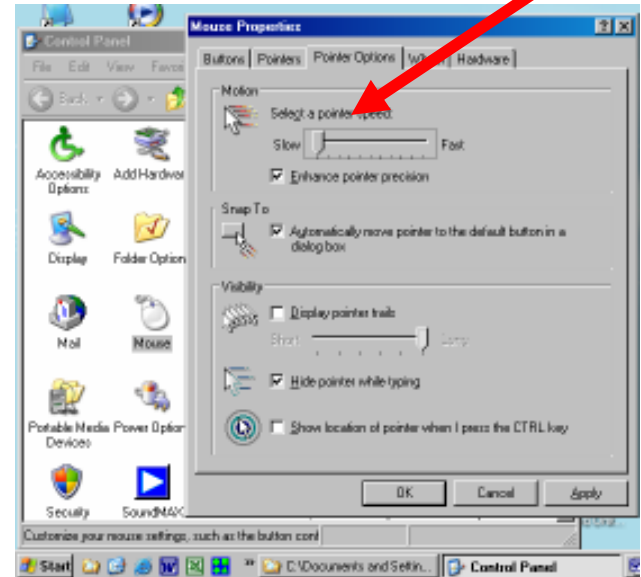 Mouse Properties
Control Panel
File Edit View Favor
Back
Accessibility Options
Add Hardwar
Display
Folder Option
Mail
Mouse
Portable Media Devices
Power Option
Security
SoundMAX
Customize your mouse settings, such as the button conf
Buttons Pointers Pointer Options Hardware
Motion
Select a pointer speed:
Slow Fast
Enhance pointer precision
Snap To
Automatically move pointer to the default button in a
dialog box
Visibility
Display pointer trails
Short Long
Hide pointer while typing
Show location of pointer when I press the CTRL key
OK Cancel Apply
Start C:\Documents and Settin... Control Panel